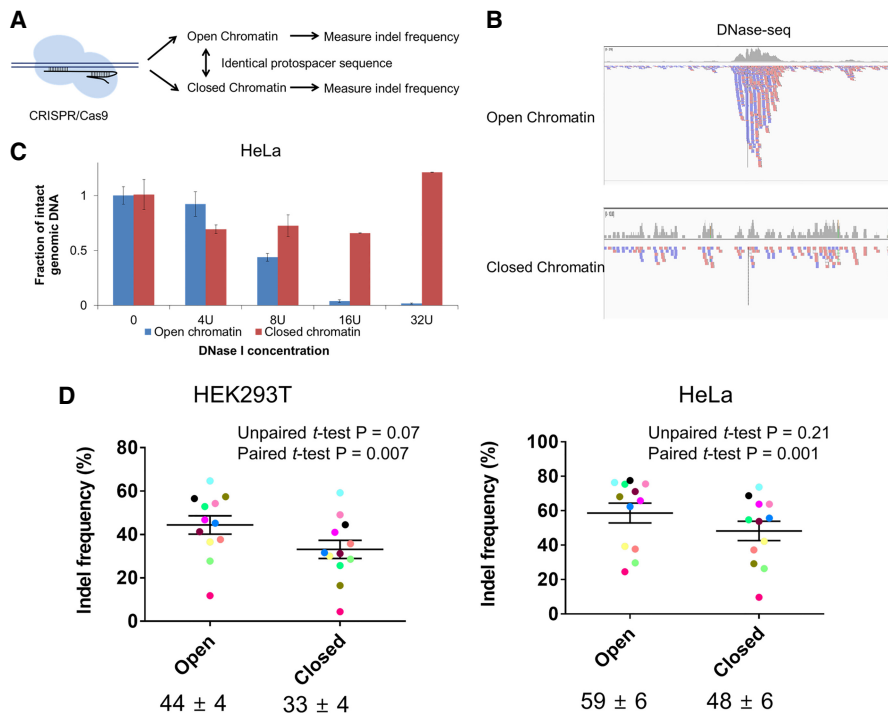 A
Open Chromatin
Measure indel frequency
Identical protospacer sequence
Closed Chromatin
Measure indel frequency
CRISPR/Cas9
B
DNase-seq
Open Chromatin
Closed Chromatin
C
HeLa
Fraction of intact
genomic DNA
1
0.5
0
0 4U 8U 16U 32U
Open chromatin Closed chromatin
DNase I concentration
D
HEK293T
Unpaired t-test P = 0.07
Paired t-test P = 0.007
Indel frequency (%)
80
60
40
20
0
Open Closed
44 ± 4 33 ± 4
HeLa
Unpaired t-test P = 0.21
Paired t-test P = 0.001
Indel frequency (%)
100
80
60
40
20
0
Open Closed
59 ± 6 48 ± 6